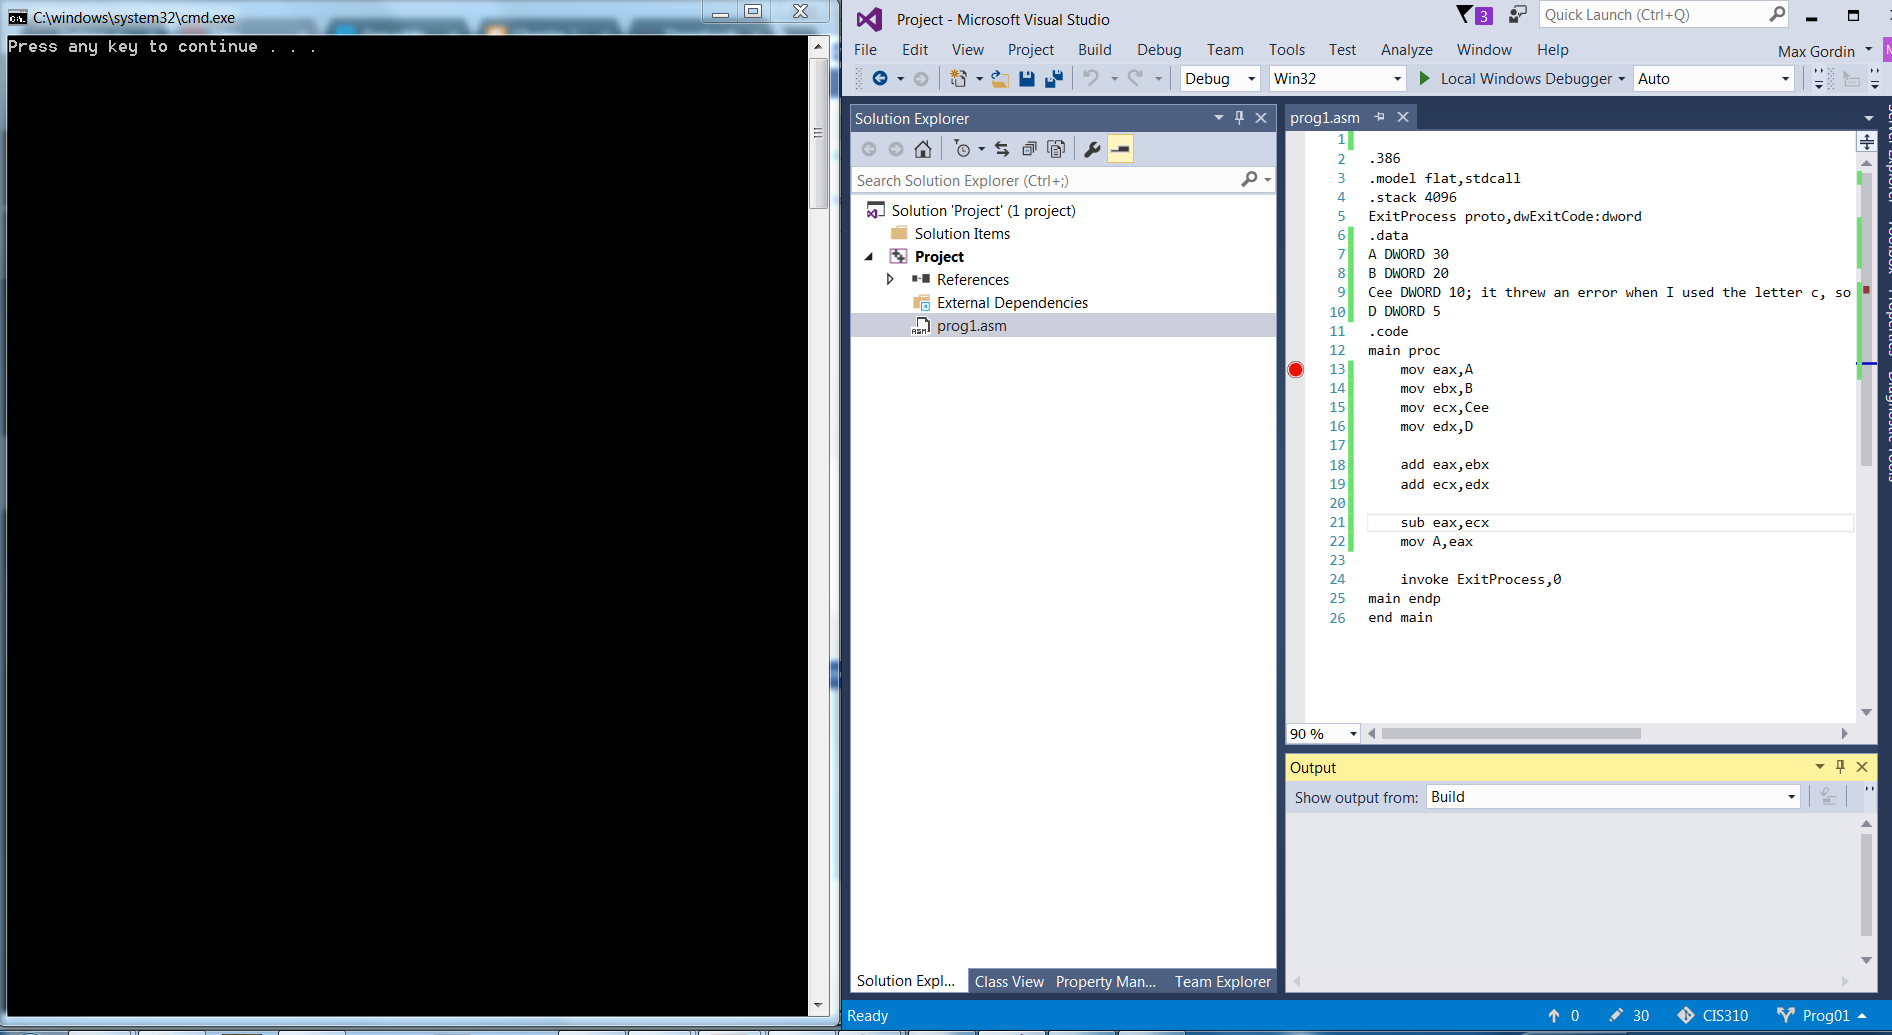 C:\windows\system32\cmd.exe
Press any key to continue . . .
Project - Microsoft Visual Studio
3
Quick Launch (Ctrl+Q)
File Edit View Project Build Debug Team Tools Test Analyze Window Help
Max Gordin
Debug Win32 Local Windows Debugger Auto
Solution Explorer
Search Solution Explorer (Ctrl+;)
Solution 'Project' (1 project)
Solution Items
Project
References
External Dependencies
prog1.asm
Solution Expl... Class View Property Man... Team Explorer
prog1.asm
1
2 .386
3 .model flat,stdcall
4 .stack 4096
5 ExitProcess proto,dwExitCode:dword
6 .data
7 A DWORD 30
8 B DWORD 20
9 Cee DWORD 10; it threw an error when I used the letter c, so
10 D DWORD 5
11 .code
12 main proc
13 mov eax,A
14 mov ebx,B
15 mov ecx,Cee
16 mov edx,D
17
18 add eax,ebx
19 add ecx,edx
20
21 sub eax,ecx
22 mov A,eax
23
24 invoke ExitProcess,0
25 main endp
26 end main
90 %
Output
Show output from: Build
Ready
0 30 CIS310 Prog01